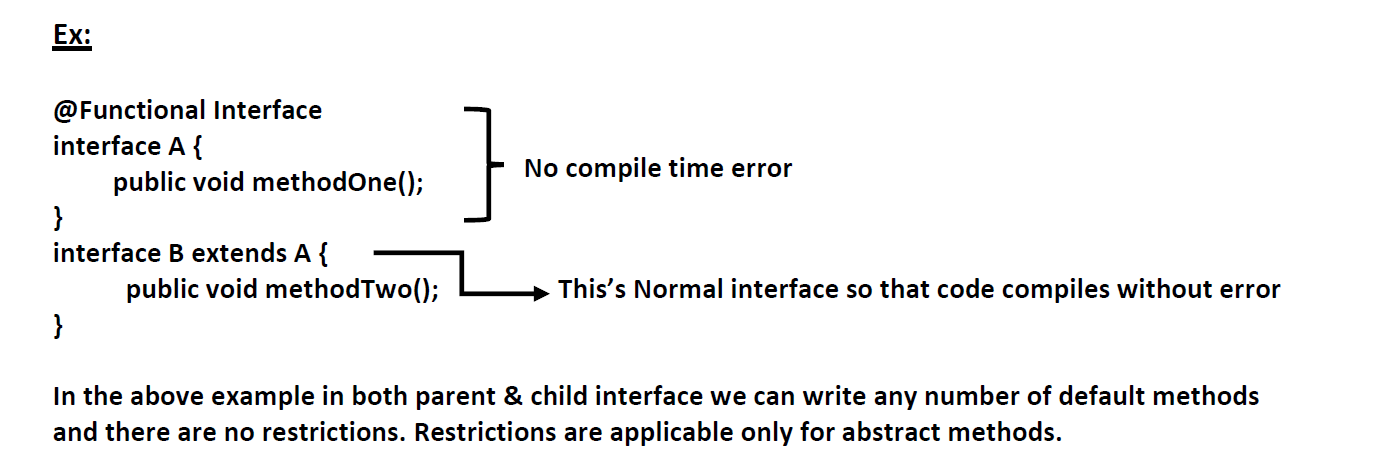 Ex:
@Functional Interface
interface A {
public void methodOne();
}
No compile time error
interface B extends A {
public void methodTwo();
}
This's Normal interface so that code compiles without error
In the above example in both parent & child interface we can write any number of default methods
and there are no restrictions. Restrictions are applicable only for abstract methods.